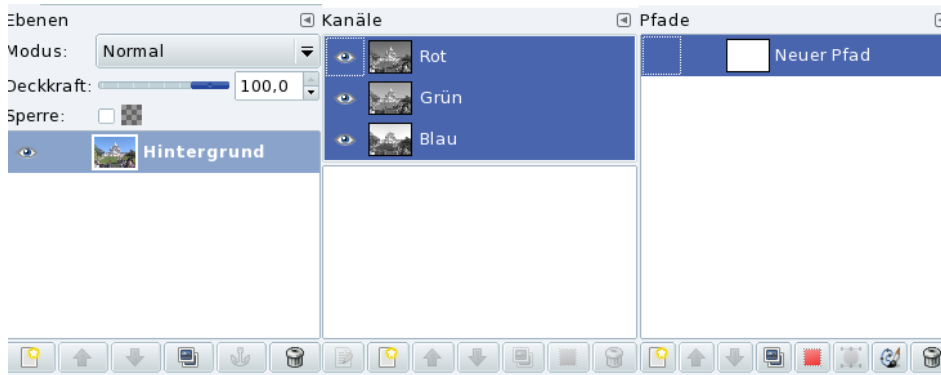 Ebenen
Modus: Normal
Deckkraft: 100,0
Sperre:
Hintergrund
Kanäle
Rot
Grün
Blau
Pfade
Neuer Pfad